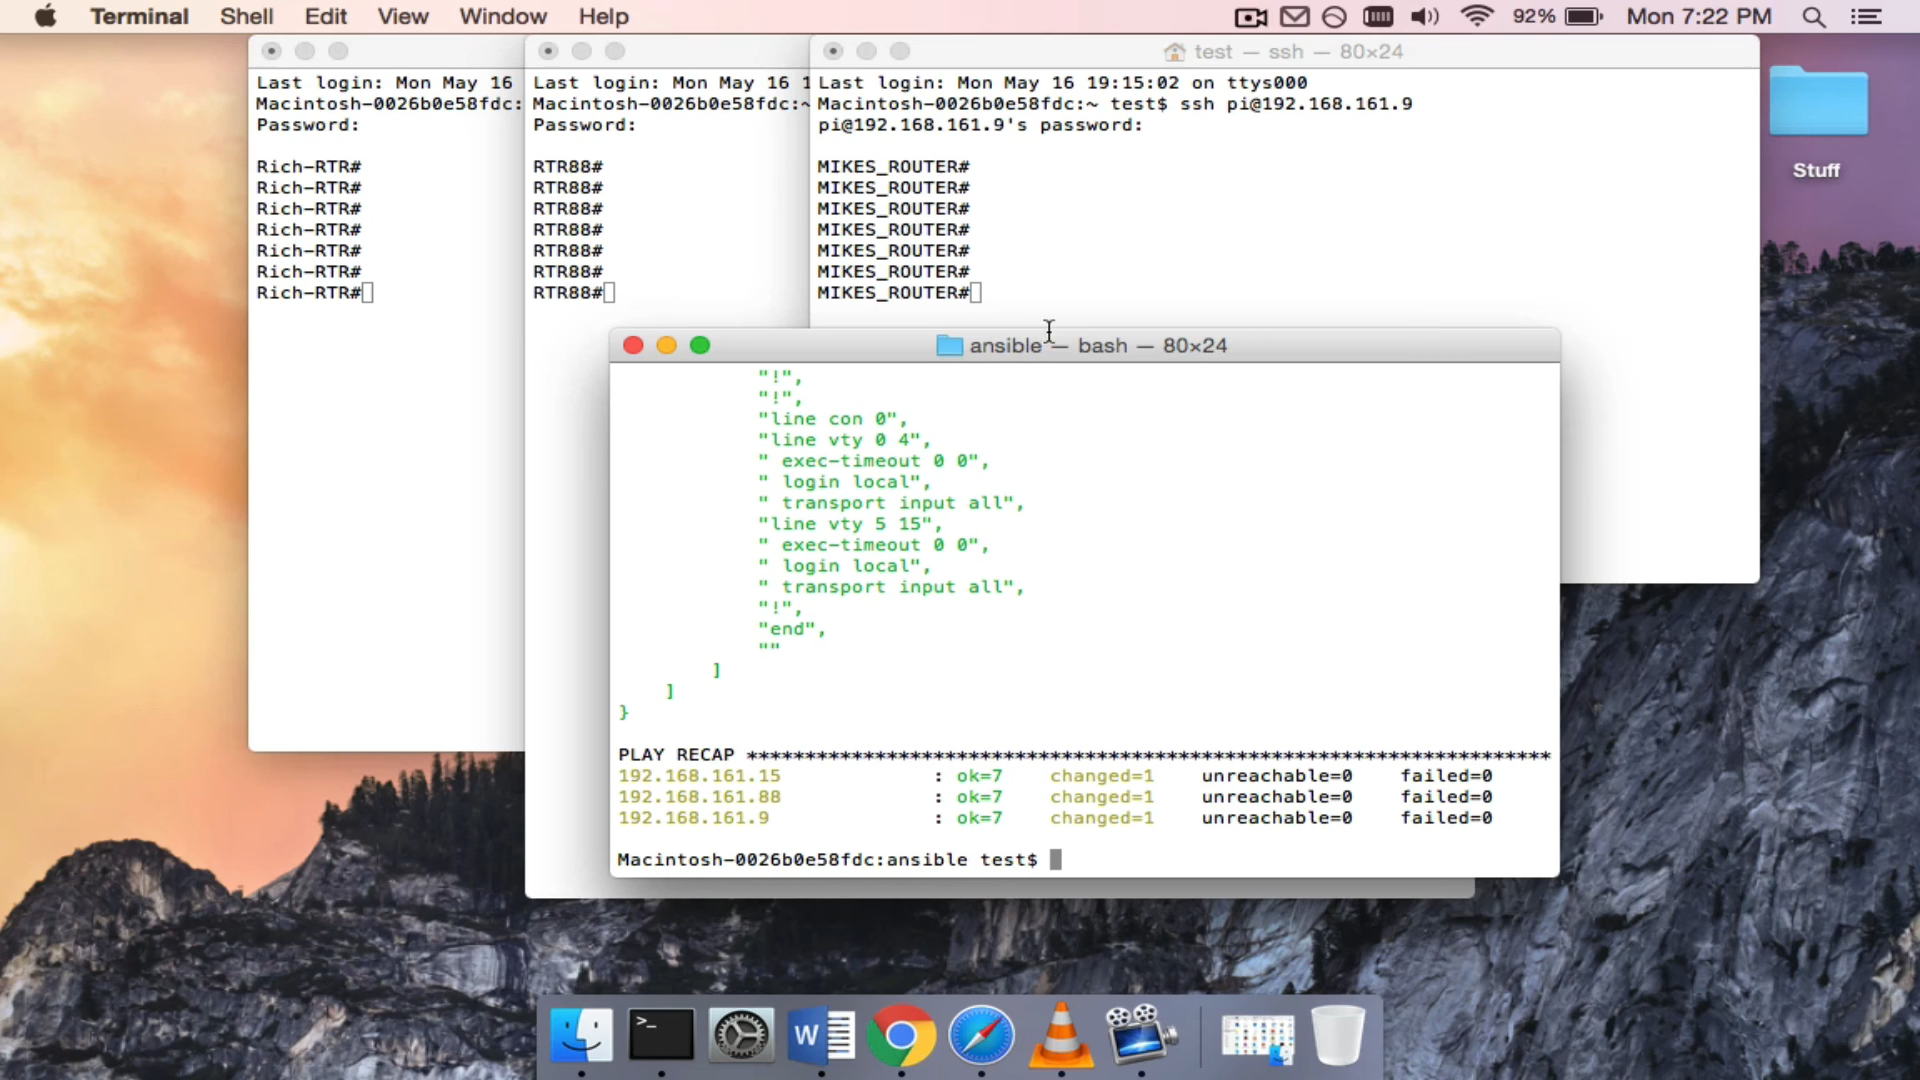 Terminal Shell Edit View Window Help 92% Mon 7:22 PM
Last login: Mon May 16
Macintosh-0026b0e58fdc:
Password:
Rich-RTR#
Rich-RTR#
Rich-RTR#
Rich-RTR#
Rich-RTR#
Rich-RTR#
Rich-RTR#
Last login: Mon May 16 1
Macintosh-0026b0e58fdc:~
Password:
RTR88#
RTR88#
RTR88#
RTR88#
RTR88#
RTR88#
RTR88#
test — ssh — 80×24
Last login: Mon May 16 19:15:02 on ttys000
Macintosh-0026b0e58fdc:~ test$ ssh pi@192.168.161.9
pi@192.168.161.9's password:
MIKES_ROUTER#
MIKES_ROUTER#
MIKES_ROUTER#
MIKES_ROUTER#
MIKES_ROUTER#
MIKES_ROUTER#
MIKES_ROUTER#
Stuff
ansible — bash — 80×24
"!",
"!",
"line con 0",
"line vty 0 4",
" exec-timeout 0 0",
" login local",
" transport input all",
"line vty 5 15",
" exec-timeout 0 0",
" login local",
" transport input all",
"!",
"end",
""
]
]
}
PLAY RECAP *********************************************************************
192.168.161.15 : ok=7 changed=1 unreachable=0 failed=0
192.168.161.88 : ok=7 changed=1 unreachable=0 failed=0
192.168.161.9 : ok=7 changed=1 unreachable=0 failed=0
Macintosh-0026b0e58fdc:ansible test$
>_
W